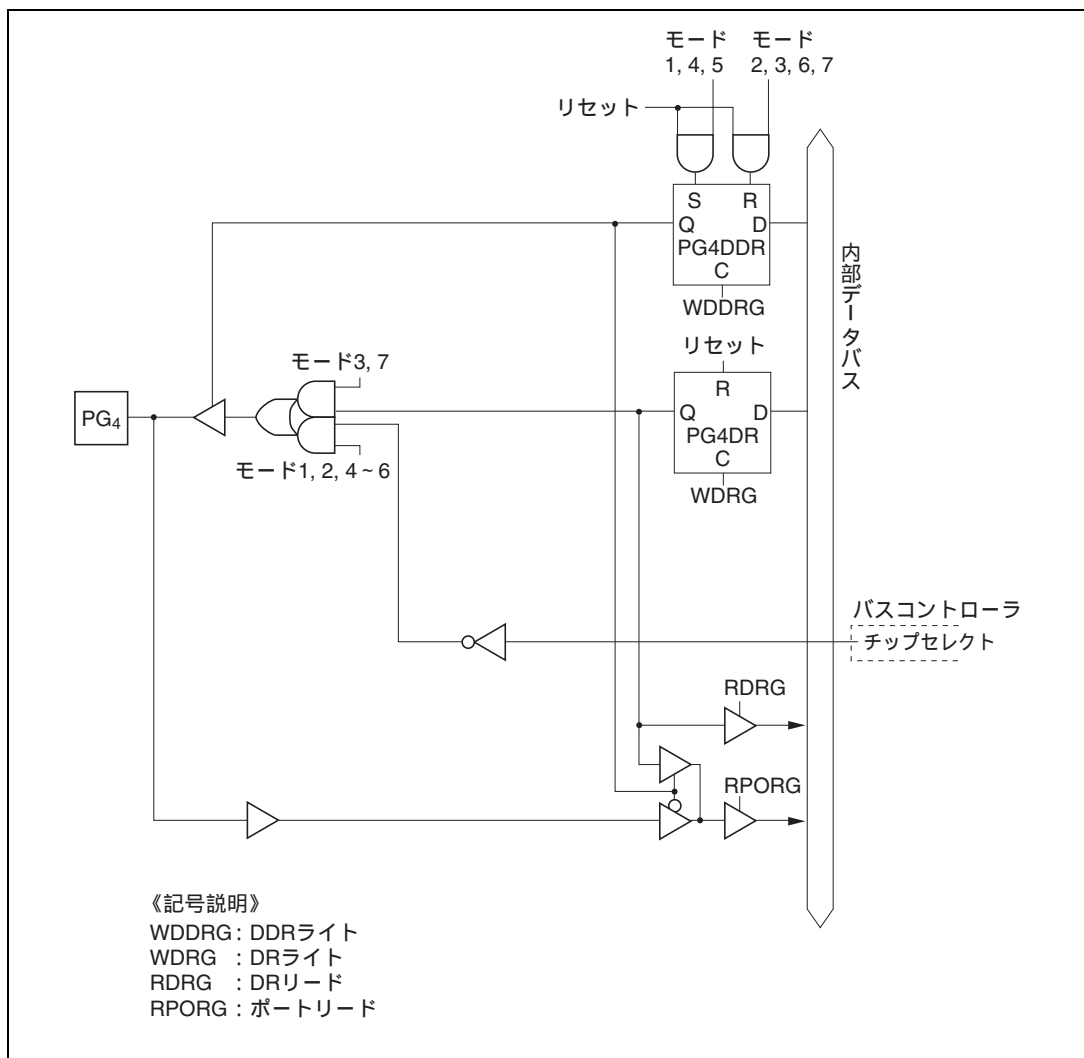 モード モード
1, 4, 5 2, 3, 6, 7
リセット
S R
Q D
PG4DDR
C
WDDRG
内部データバス
リセット
モード3, 7
R
PG4
Q D
PG4DR
C
モード1, 2, 4~6
WDRG
バスコントローラ
チップセレクト
RDRG
RPORG
《記号説明》
WDDRG : DDRライト
WDRG : DRライト
RDRG : DRリード
RPORG : ポートリード